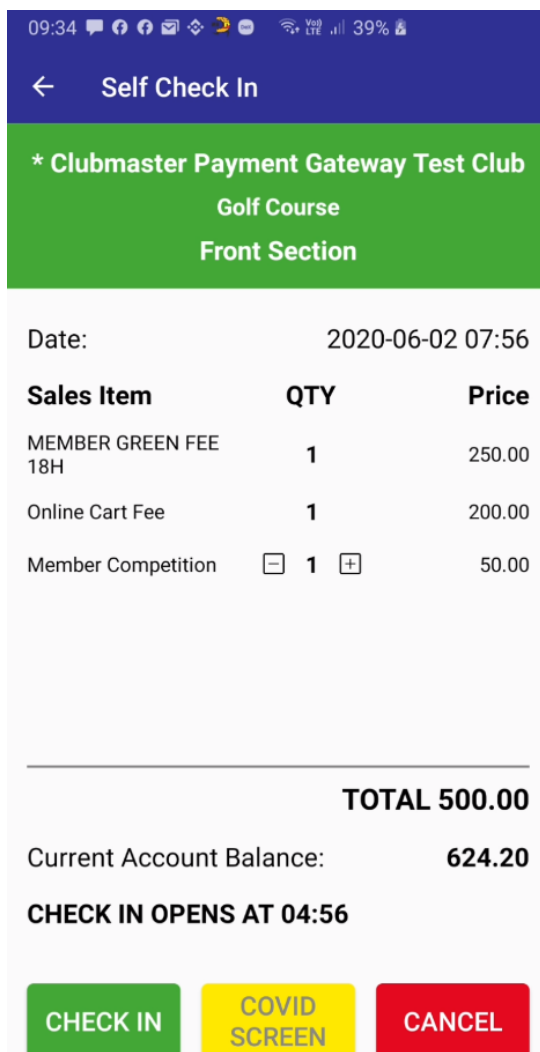 09:34 39%
Self Check In
* Clubmaster Payment Gateway Test Club
Golf Course
Front Section
Date: 2020-06-02 07:56
Sales Item QTY Price
MEMBER GREEN FEE
18H 1 250.00
Online Cart Fee 1 200.00
Member Competition - 1 + 50.00
TOTAL 500.00
Current Account Balance: 624.20
CHECK IN OPENS AT 04:56
CHECK IN COVID SCREEN CANCEL